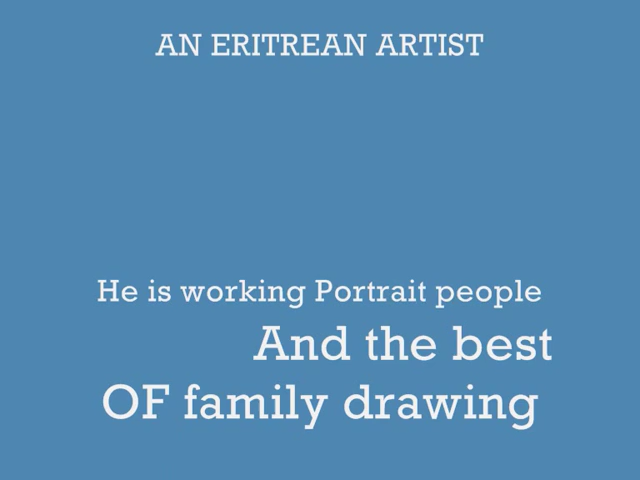 AN ERITREAN ARTIST
He is working Portrait people
And the best
OF family drawing